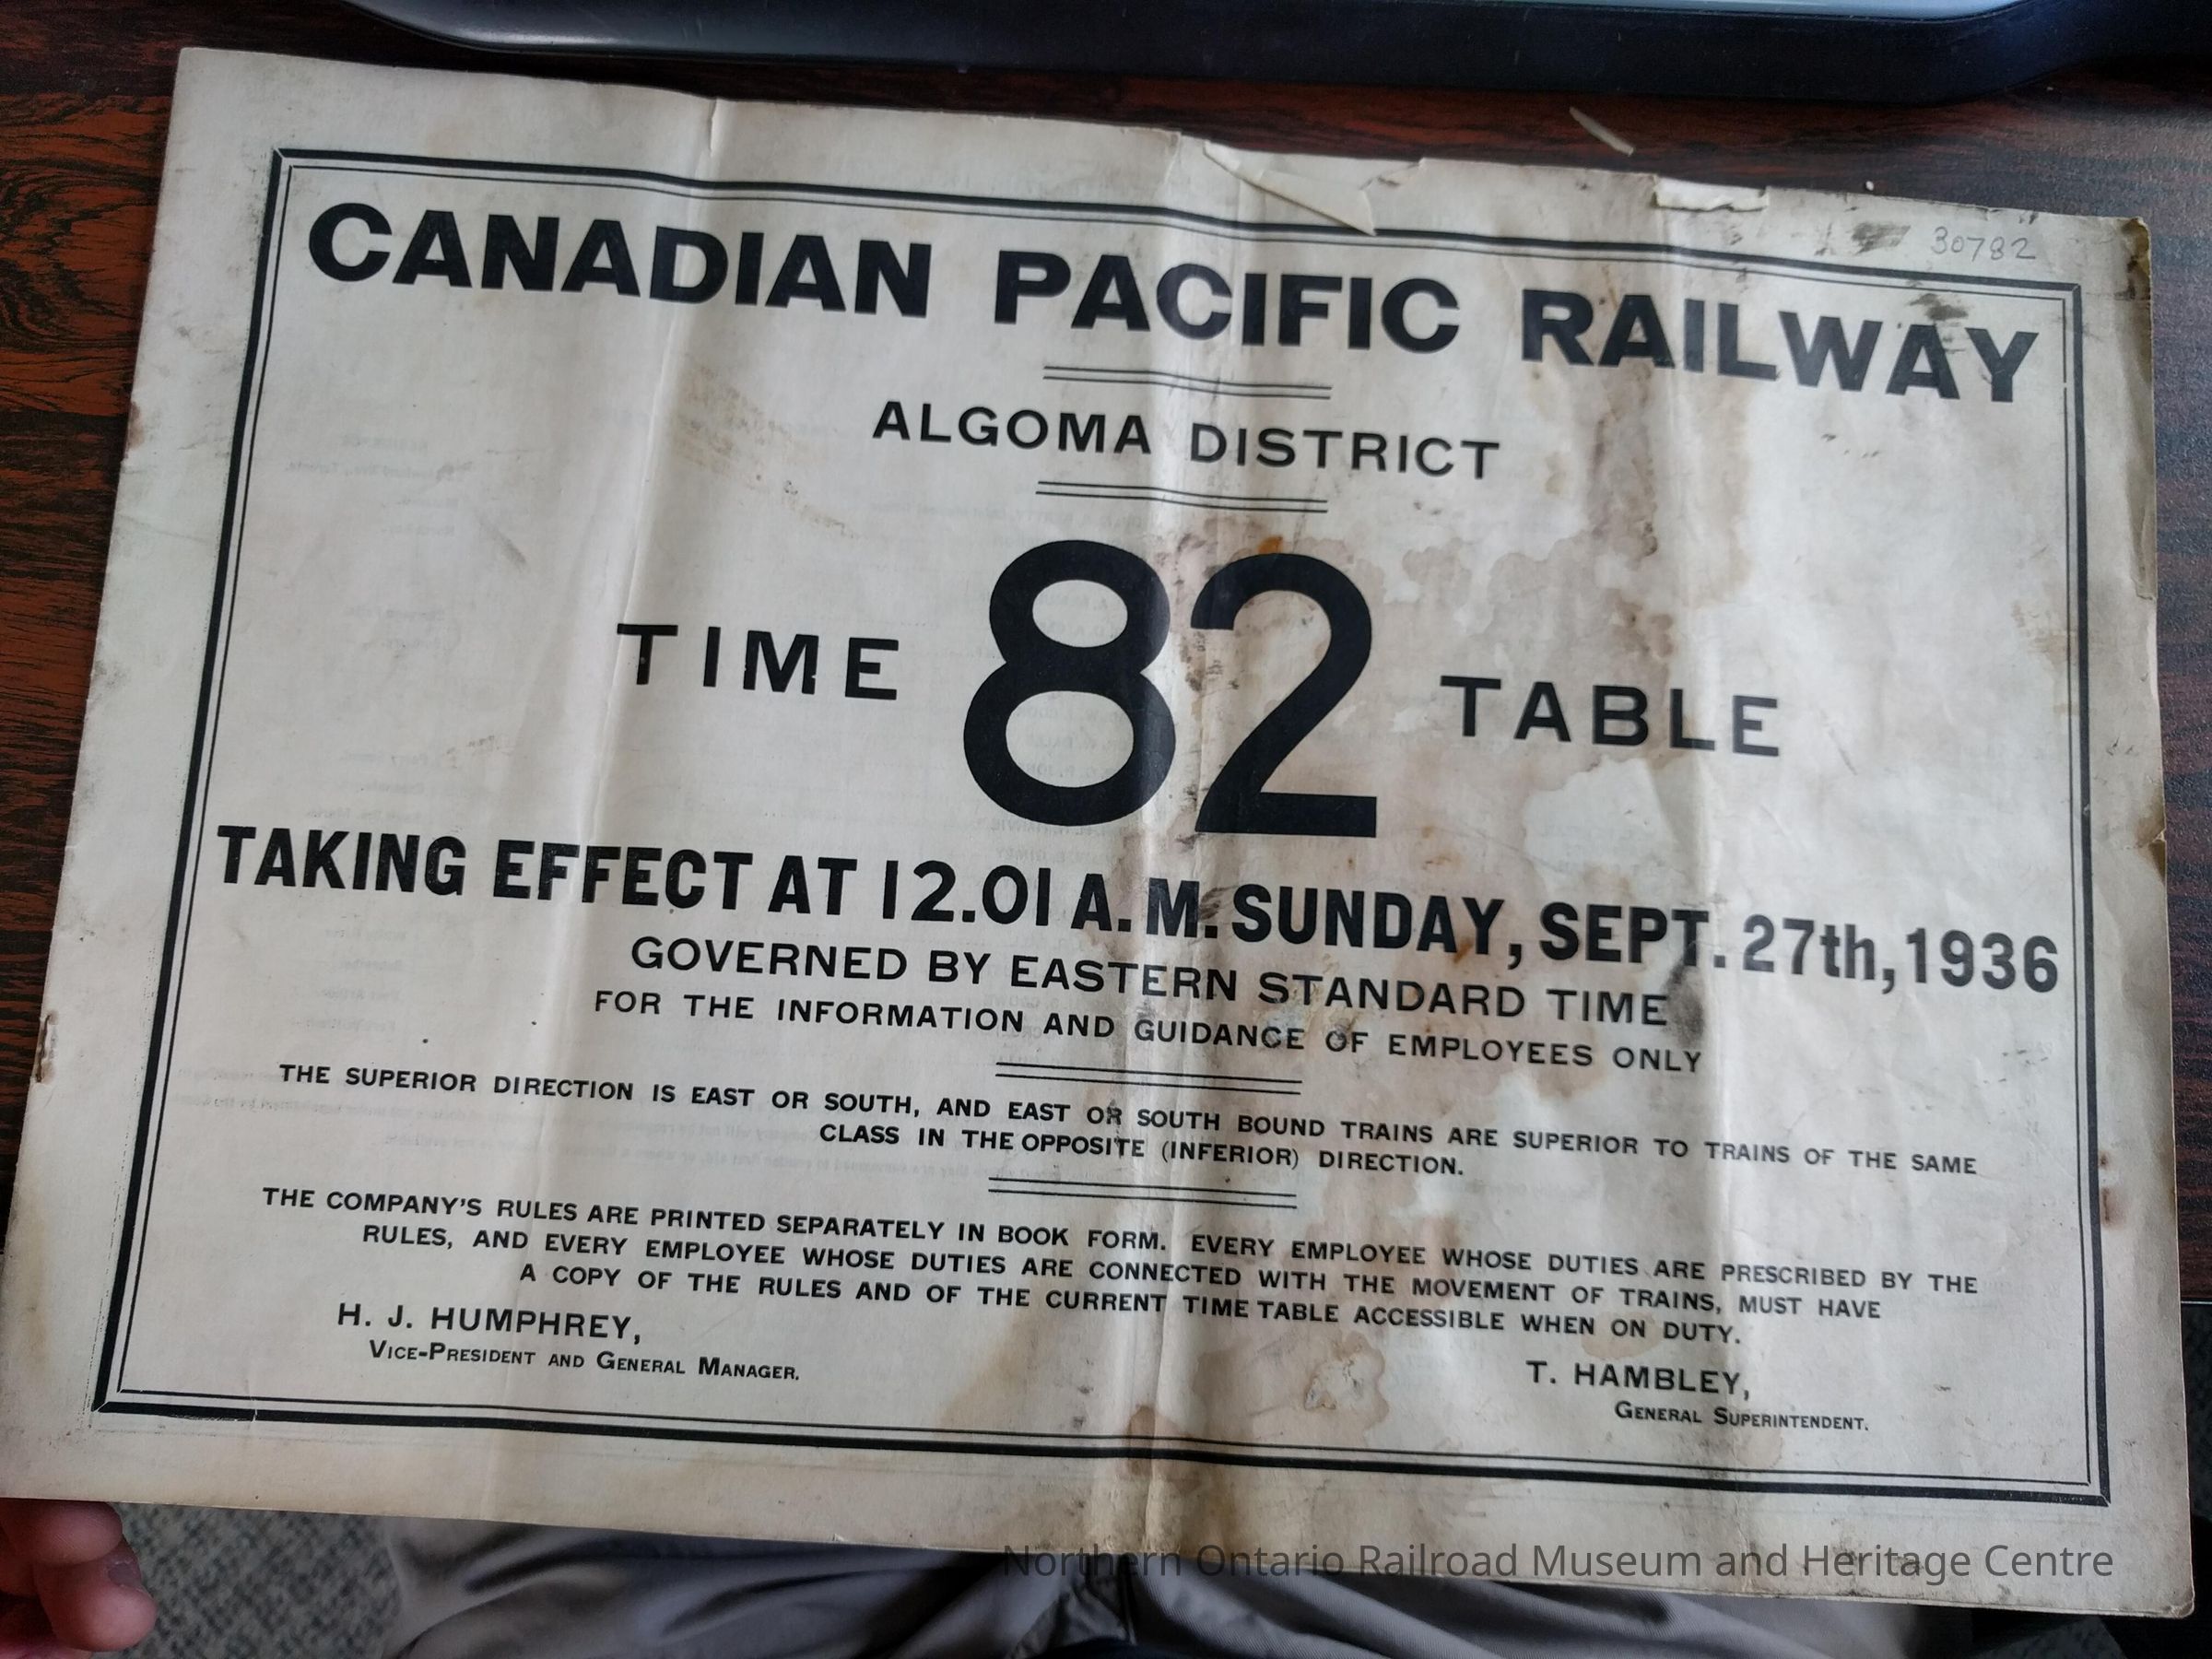 30782
CANADIAN PACIFIC RAILWAY
ALGOMA DISTRICT
TIME 82 TABLE
TAKING EFFECT AT 12.01 A.M. SUNDAY, SEPT. 27th, 1936
GOVERNED BY EASTERN STANDARD TIME
FOR THE INFORMATION AND GUIDANCE OF EMPLOYEES ONLY
THE SUPERIOR DIRECTION IS EAST OR SOUTH, AND EAST OR SOUTH BOUND TRAINS ARE SUPERIOR TO TRAINS OF THE SAME
CLASS IN THE OPPOSITE (INFERIOR) DIRECTION.
THE COMPANY'S RULES ARE PRINTED SEPARATELY IN BOOK FORM. EVERY EMPLOYEE WHOSE DUTIES ARE PRESCRIBED BY THE
RULES, AND EVERY EMPLOYEE WHOSE DUTIES ARE CONNECTED WITH THE MOVEMENT OF TRAINS, MUST HAVE
A COPY OF THE RULES AND OF THE CURRENT TIME TABLE ACCESSIBLE WHEN ON DUTY.
H. J. HUMPHREY,
VICE-PRESIDENT AND GENERAL MANAGER.
T. HAMBLEY,
GENERAL SUPERINTENDENT.
Northern Ontario Railroad Museum and Heritage Centre